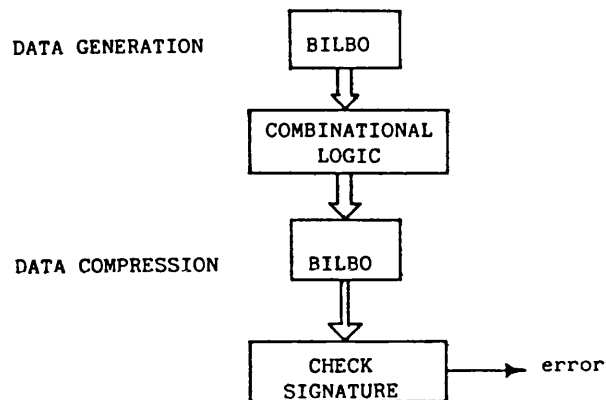 DATA GENERATION
BILBO
COMBINATIONAL
LOGIC
DATA COMPRESSION
BILBO
CHECK
SIGNATURE
error